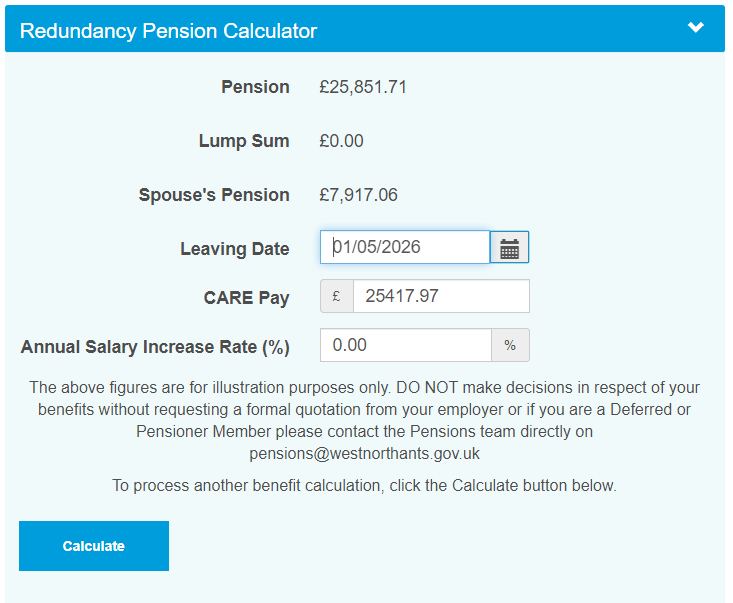 Redundancy Pension Calculator
Pension £25,851.71
Lump Sum £0.00
Spouse's Pension £7,917.06
Leaving Date 01/05/2026
CARE Pay £ 25417.97
Annual Salary Increase Rate (%) 0.00 %
The above figures are for illustration purposes only. DO NOT make decisions in respect of your
benefits without requesting a formal quotation from your employer or if you are a Deferred or
Pensioner Member please contact the Pensions team directly on
pensions@westnorthants.gov.uk
To process another benefit calculation, click the Calculate button below.
Calculate